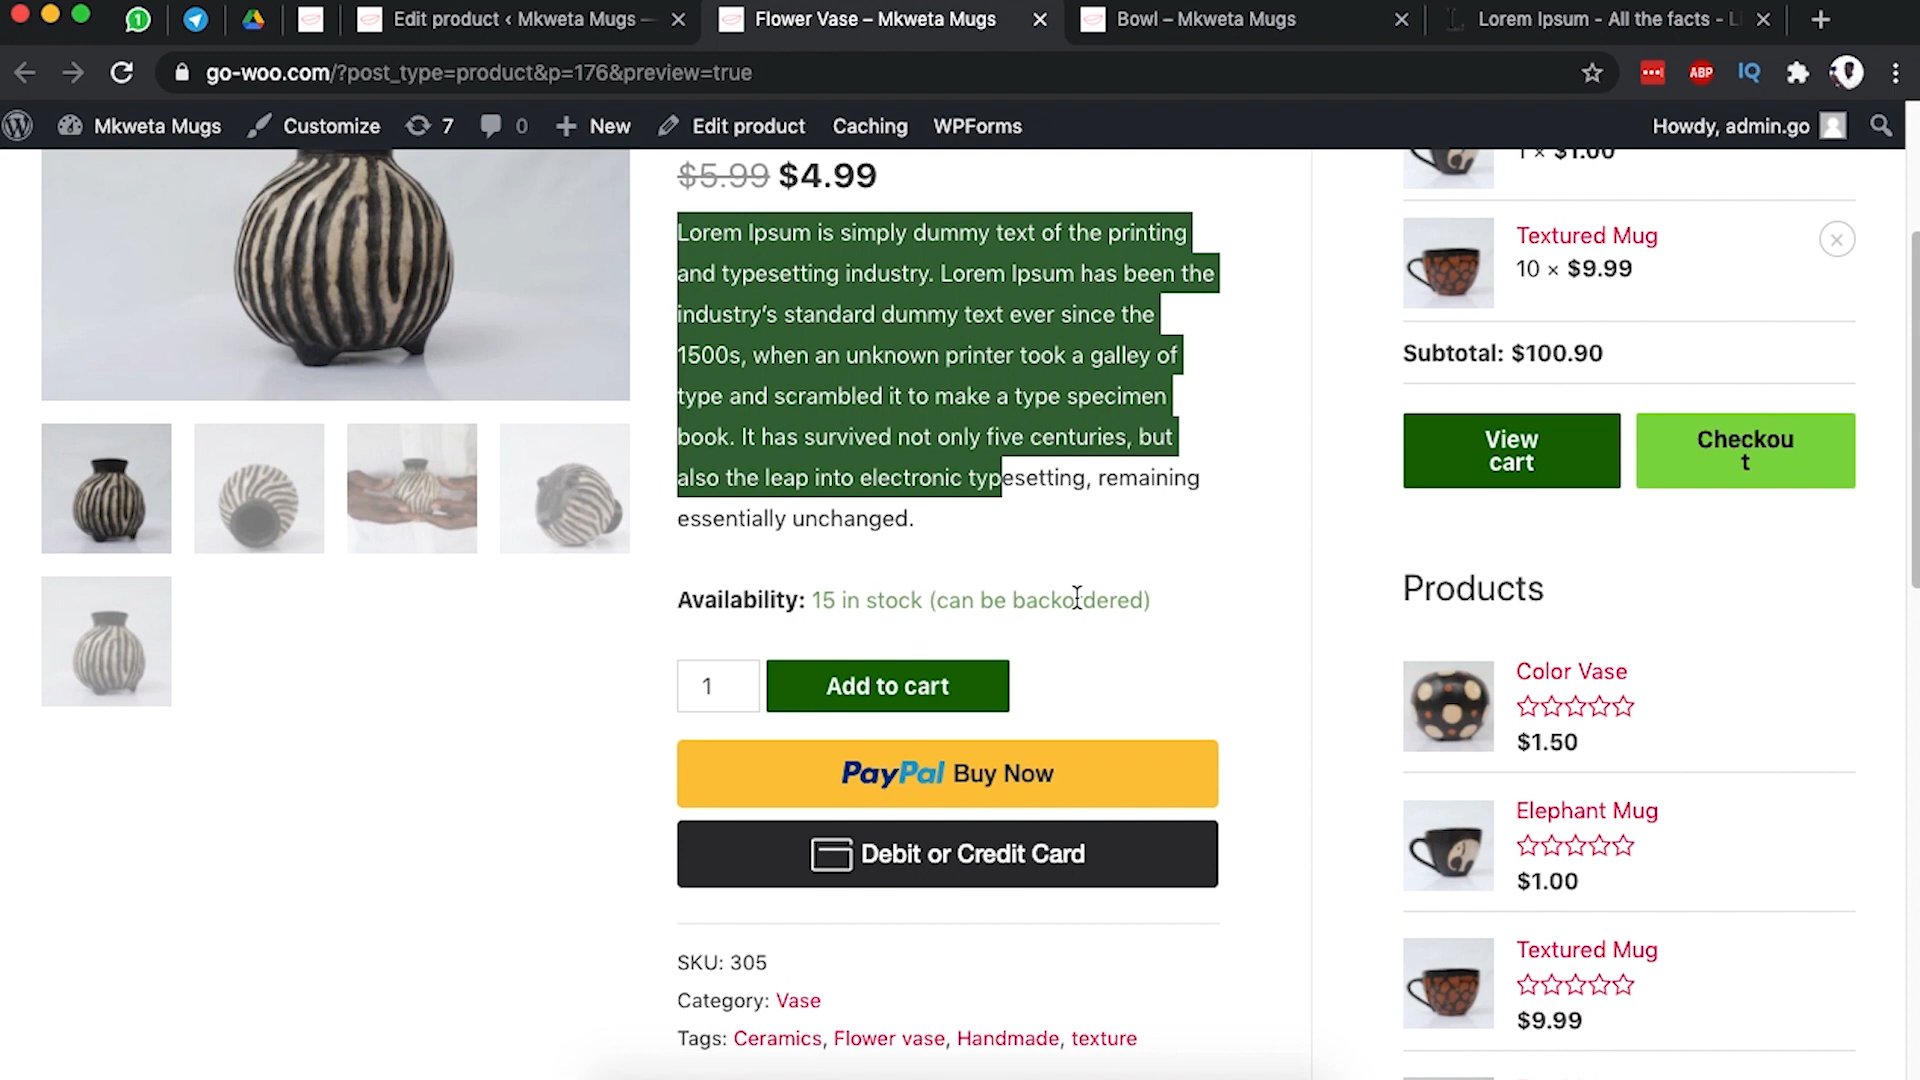 Edit product ‹ Mkweta Mugs —
Flower Vase – Mkweta Mugs
Bowl – Mkweta Mugs
Lorem Ipsum - All the facts - L
go-woo.com/?post_type=product&p=176&preview=true
ABP
IQ
Mkweta Mugs
Customize
7
0
New
Edit product
Caching
WPForms
Howdy, admin.go
$5.99 $4.99
Lorem Ipsum is simply dummy text of the printing
and typesetting industry. Lorem Ipsum has been the
industry’s standard dummy text ever since the
1500s, when an unknown printer took a galley of
type and scrambled it to make a type specimen
book. It has survived not only five centuries, but
also the leap into electronic typesetting, remaining
essentially unchanged.
Availability: 15 in stock (can be backordered)
1
Add to cart
PayPal Buy Now
Debit or Credit Card
SKU: 305
Category: Vase
Tags: Ceramics, Flower vase, Handmade, texture
1 × $1.00
Textured Mug
10 × $9.99
Subtotal: $100.90
View
cart
Checkou
t
Products
Color Vase
$1.50
Elephant Mug
$1.00
Textured Mug
$9.99